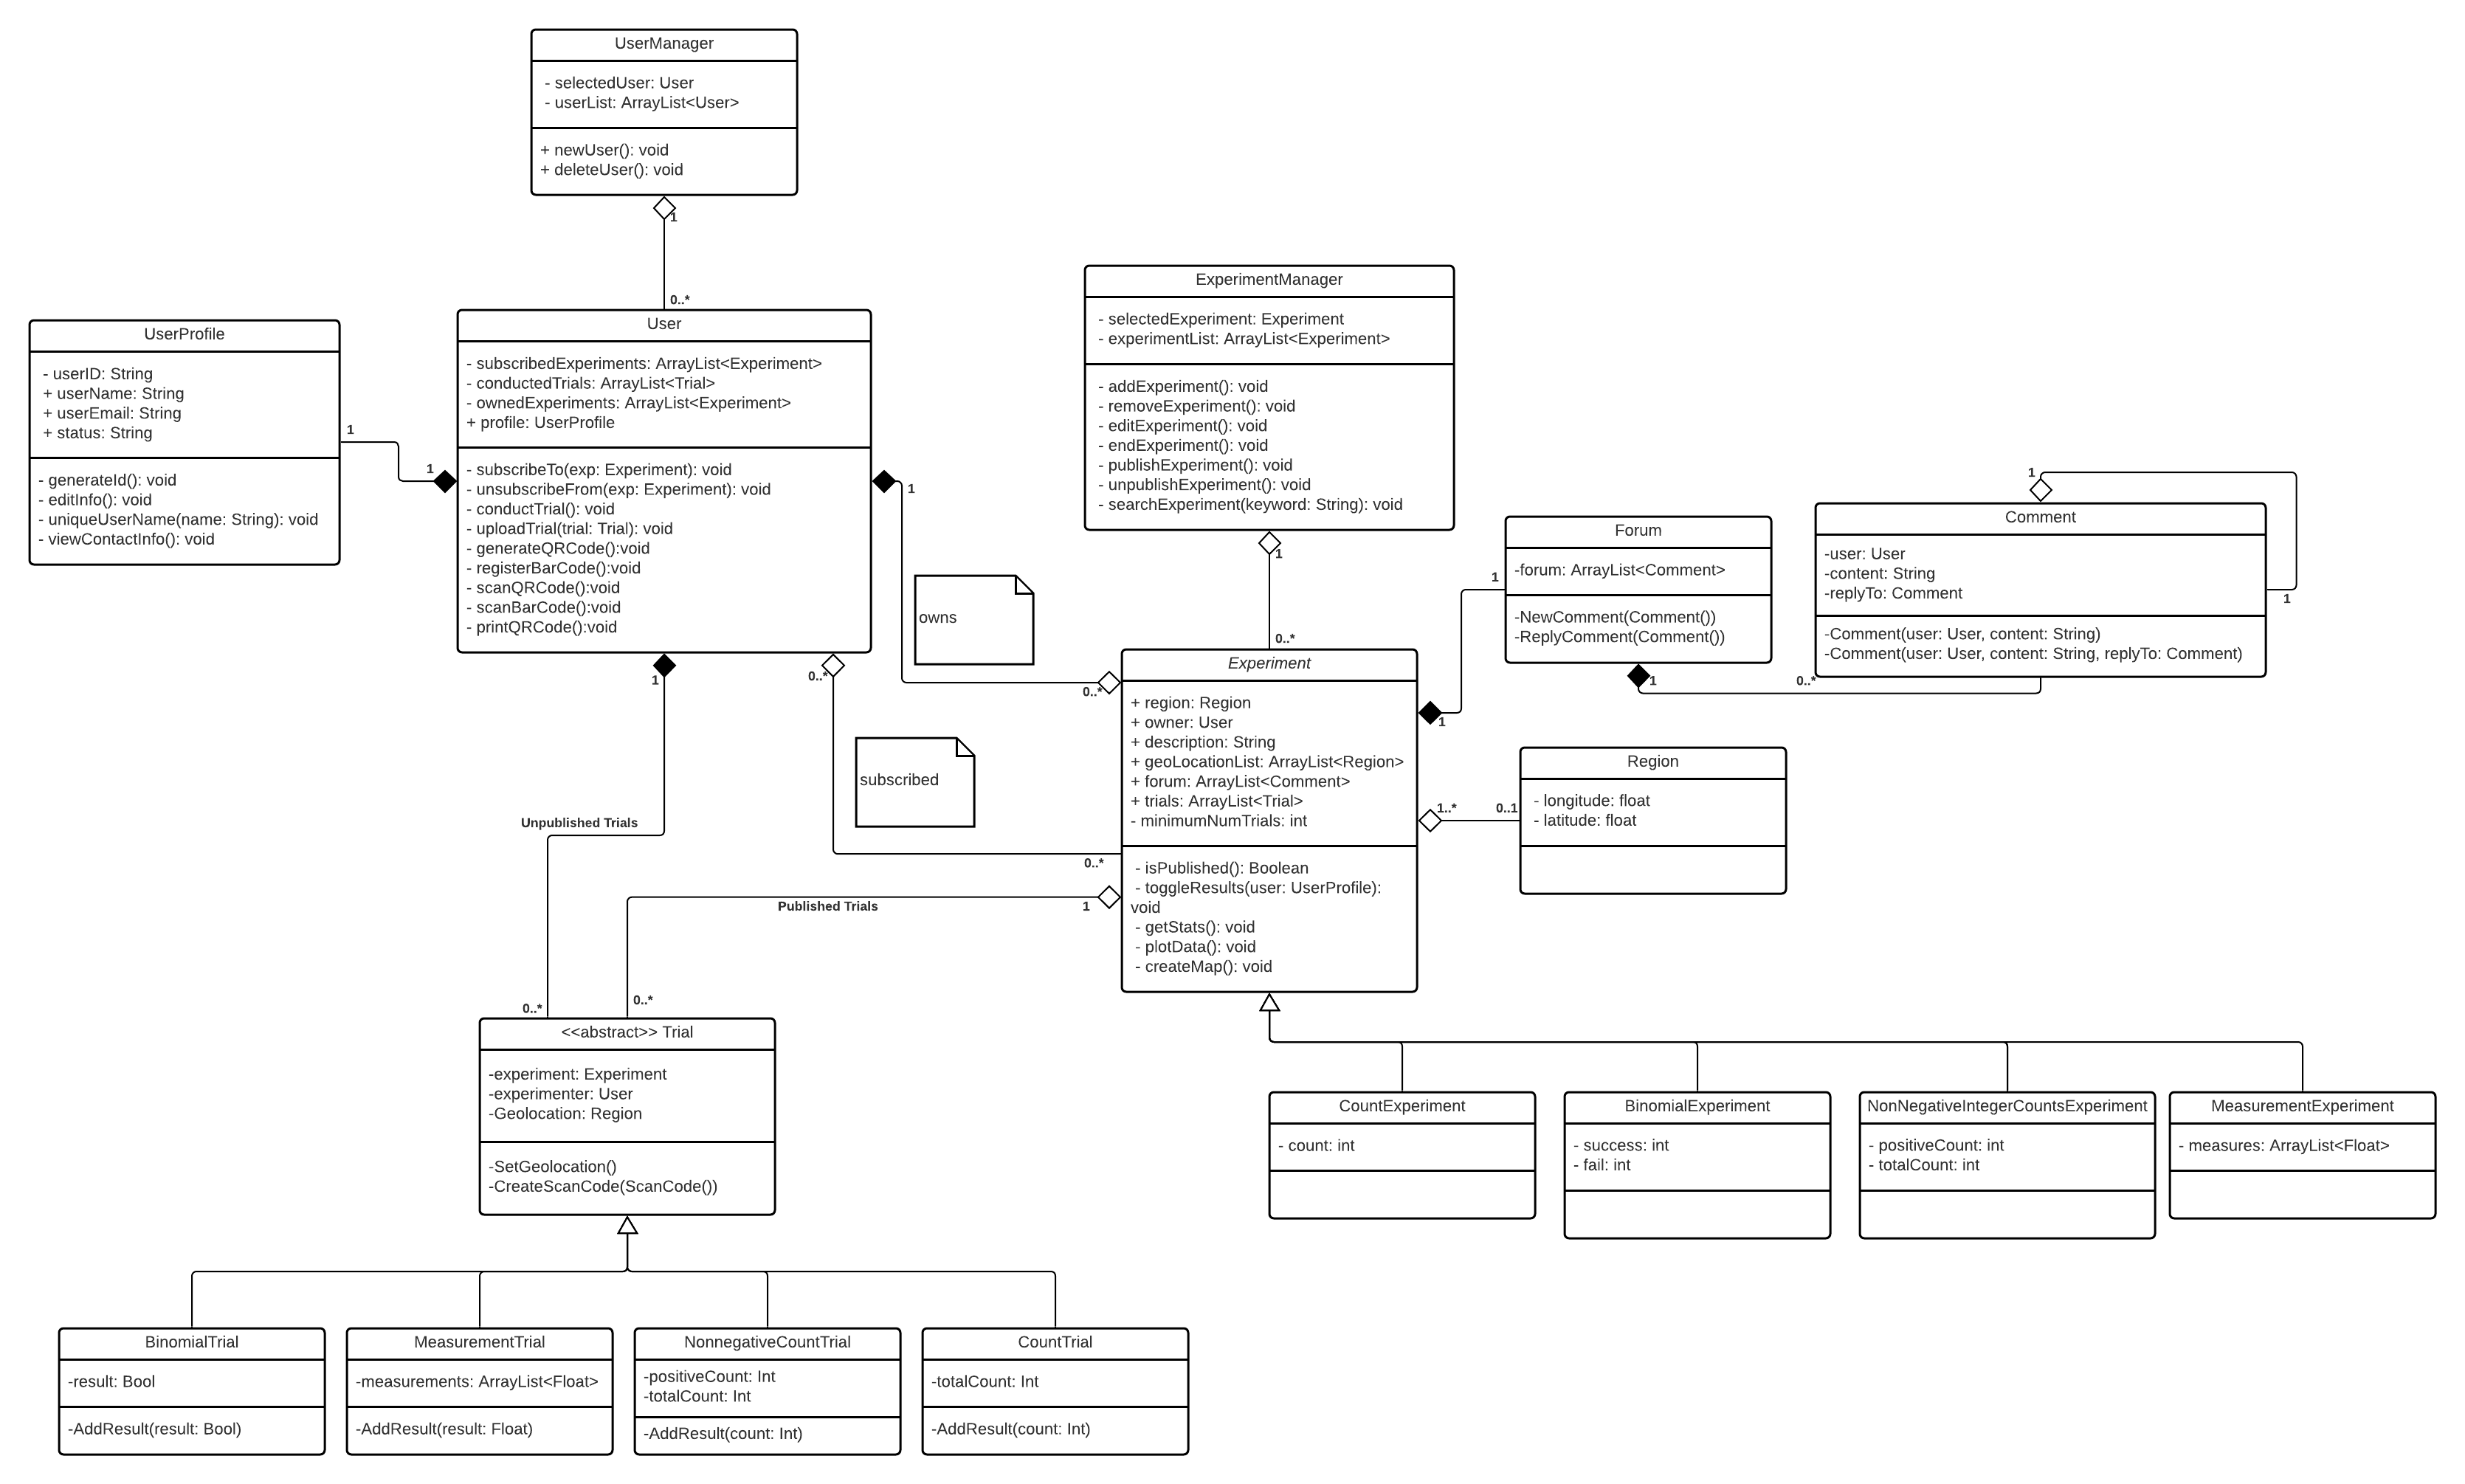 UserManager
- selectedUser: User
- userList: ArrayList<User>
+ newUser(): void
+ deleteUser(): void
1
0..*
UserProfile
- userID: String
+ userName: String
+ userEmail: String
+ status: String
- generateId(): void
- editInfo(): void
- uniqueUserName(name: String): void
- viewContactInfo(): void
1
1
User
- subscribedExperiments: ArrayList<Experiment>
- conductedTrials: ArrayList<Trial>
- ownedExperiments: ArrayList<Experiment>
+ profile: UserProfile
- subscribeTo(exp: Experiment): void
- unsubscribeFrom(exp: Experiment): void
- conductTrial(): void
- uploadTrial(trial: Trial): void
- generateQRCode():void
- registerBarCode():void
- scanQRCode():void
- scanBarCode():void
- printQRCode():void
1
1
0..*
owns
0..*
subscribed
0..*
ExperimentManager
- selectedExperiment: Experiment
- experimentList: ArrayList<Experiment>
- addExperiment(): void
- removeExperiment(): void
- editExperiment(): void
- endExperiment(): void
- publishExperiment(): void
- unpublishExperiment(): void
- searchExperiment(keyword: String): void
1
0..*
Experiment
+ region: Region
+ owner: User
+ description: String
+ geoLocationList: ArrayList<Region>
+ forum: ArrayList<Comment>
+ trials: ArrayList<Trial>
- minimumNumTrials: int
- isPublished(): Boolean
- toggleResults(user: UserProfile):
void
- getStats(): void
- plotData(): void
- createMap(): void
1
1
Forum
-forum: ArrayList<Comment>
-NewComment(Comment())
-ReplyComment(Comment())
1
0..*
Comment
-user: User
-content: String
-replyTo: Comment
-Comment(user: User, content: String)
-Comment(user: User, content: String, replyTo: Comment)
1
1
1..*
0..1
Region
- longitude: float
- latitude: float
Unpublished Trials
0..*
Published Trials
1
0..*
<<abstract>> Trial
-experiment: Experiment
-experimenter: User
-Geolocation: Region
-SetGeolocation()
-CreateScanCode(ScanCode())
CountExperiment
- count: int
BinomialExperiment
- success: int
- fail: int
NonNegativeIntegerCountsExperiment
- positiveCount: int
- totalCount: int
MeasurementExperiment
- measures: ArrayList<Float>
BinomialTrial
-result: Bool
-AddResult(result: Bool)
MeasurementTrial
-measurements: ArrayList<Float>
-AddResult(result: Float)
NonnegativeCountTrial
-positiveCount: Int
-totalCount: Int
-AddResult(count: Int)
CountTrial
-totalCount: Int
-AddResult(count: Int)